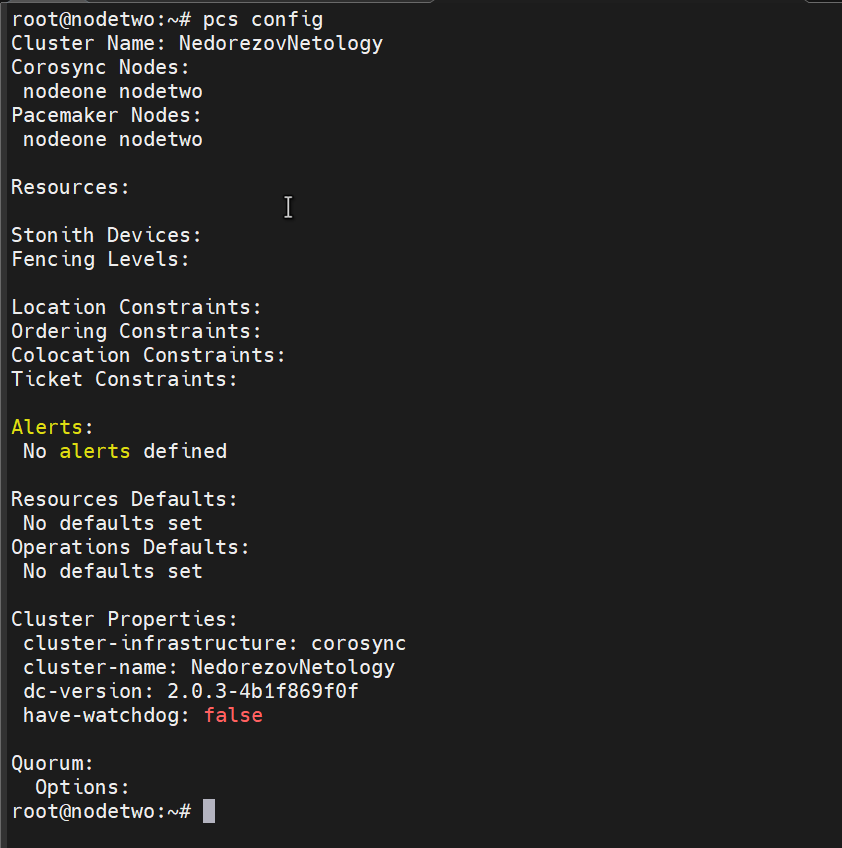 root@nodetwo:~# pcs config
Cluster Name: NedorezovNetology
Corosync Nodes:
 nodeone nodetwo
Pacemaker Nodes:
 nodeone nodetwo

Resources:

Stonith Devices:
Fencing Levels:

Location Constraints:
Ordering Constraints:
Colocation Constraints:
Ticket Constraints:

Alerts:
 No alerts defined

Resources Defaults:
 No defaults set
Operations Defaults:
 No defaults set

Cluster Properties:
 cluster-infrastructure: corosync
 cluster-name: NedorezovNetology
 dc-version: 2.0.3-4b1f869f0f
 have-watchdog: false

Quorum:
  Options:
root@nodetwo:~#